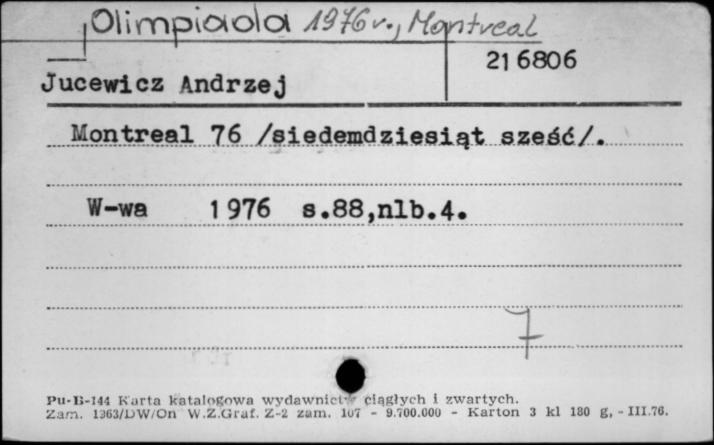 Olimpiada 1976 r., Montreal
216806
Jucewicz Andrzej
Montreal 76 /siedemdziesiąt sześć/.
W-wa 1976 s.88,nlb.4.
7
Pu-B-144 Karta katalogowa wydawnictw ciągłych i zwartych.
Zam. 1363/DW/On W.Z.Graf. Z-2 zam. 107 - 9.700.000 - Karton 3 kl 180 g, - III.76.